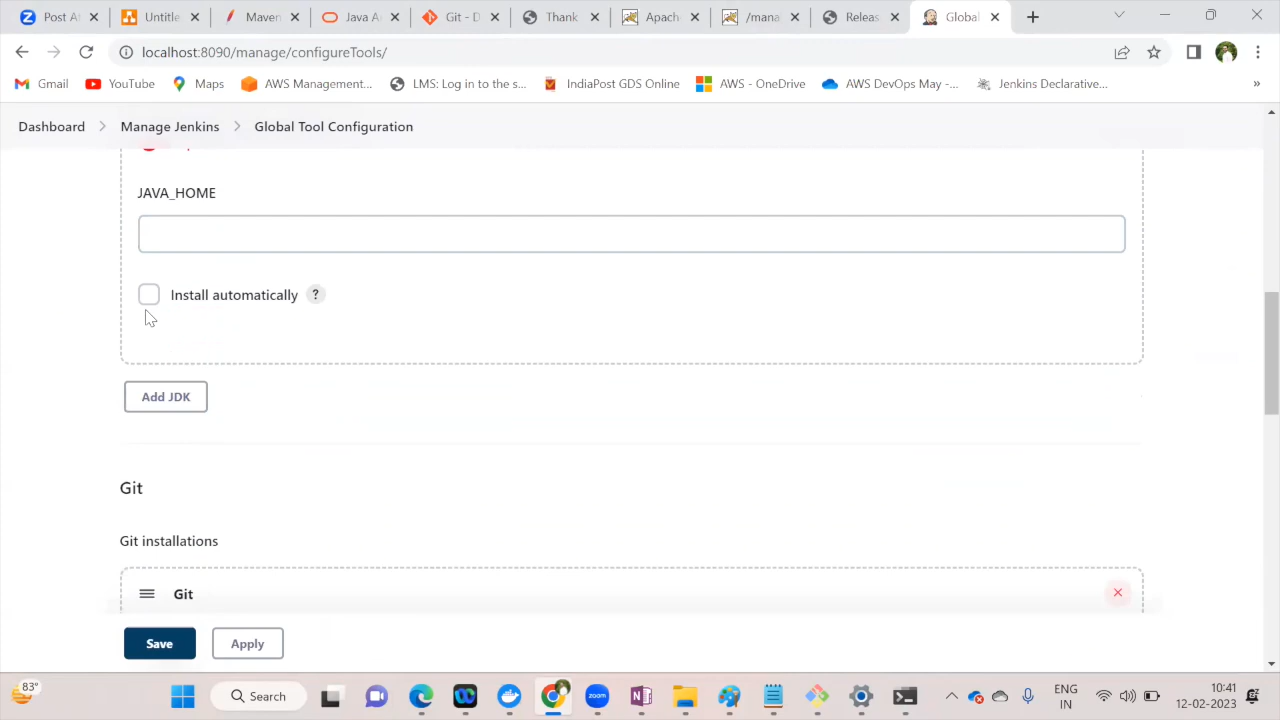 Post At
Untitle
Maven
Java A
Git - D
Thank
Apach
/mana
Releas
Global
localhost:8090/manage/configureTools/
Gmail
YouTube
Maps
AWS Management...
LMS: Log in to the s...
IndiaPost GDS Online
AWS - OneDrive
AWS DevOps May -...
Jenkins Declarative...
»
Dashboard > Manage Jenkins > Global Tool Configuration
JAVA_HOME
Install automatically ?
Add JDK
Git
Git installations
Git
Save
Apply
83°
Search
ENG
IN
10:41
12-02-2023